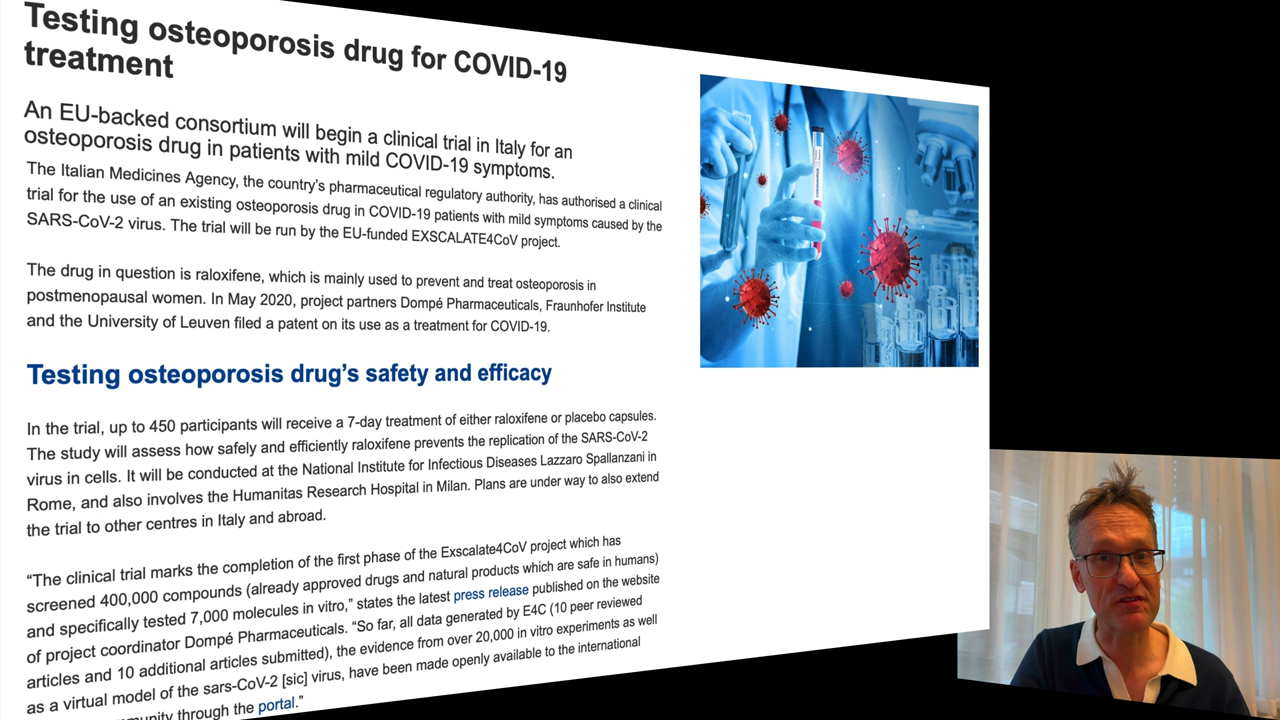 Testing osteoporosis drug for COVID-19
treatment
An EU-backed consortium will begin a clinical trial in Italy for an
osteoporosis drug in patients with mild COVID-19 symptoms.
The Italian Medicines Agency, the country's pharmaceutical regulatory authority, has authorised a clinical
trial for the use of an existing osteoporosis drug in COVID-19 patients with mild symptoms caused by the
SARS-CoV-2 virus. The trial will be run by the EU-funded EXSCALATE4CoV project.
The drug in question is raloxifene, which is mainly used to prevent and treat osteoporosis in
postmenopausal women. In May 2020, project partners Dompé Pharmaceuticals, Fraunhofer Institute
and the University of Leuven filed a patent on its use as a treatment for COVID-19.
Testing osteoporosis drug’s safety and efficacy
In the trial, up to 450 participants will receive a 7-day treatment of either raloxifene or placebo capsules.
The study will assess how safely and efficiently raloxifene prevents the replication of the SARS-CoV-2
virus in cells. It will be conducted at the National Institute for Infectious Diseases Lazzaro Spallanzani in
Rome, and also involves the Humanitas Research Hospital in Milan. Plans are under way to also extend
the trial to other centres in Italy and abroad.
“The clinical trial marks the completion of the first phase of the Exscalate4CoV project which has
screened 400,000 compounds (already approved drugs and natural products which are safe in humans)
and specifically tested 7,000 molecules in vitro,” states the latest press release published on the website
of project coordinator Dompé Pharmaceuticals. “So far, all data generated by E4C (10 peer reviewed
articles and 10 additional articles submitted), the evidence from over 20,000 in vitro experiments as well
as a virtual model of the sars-CoV-2 [sic] virus, have been made openly available to the international
through the portal.”